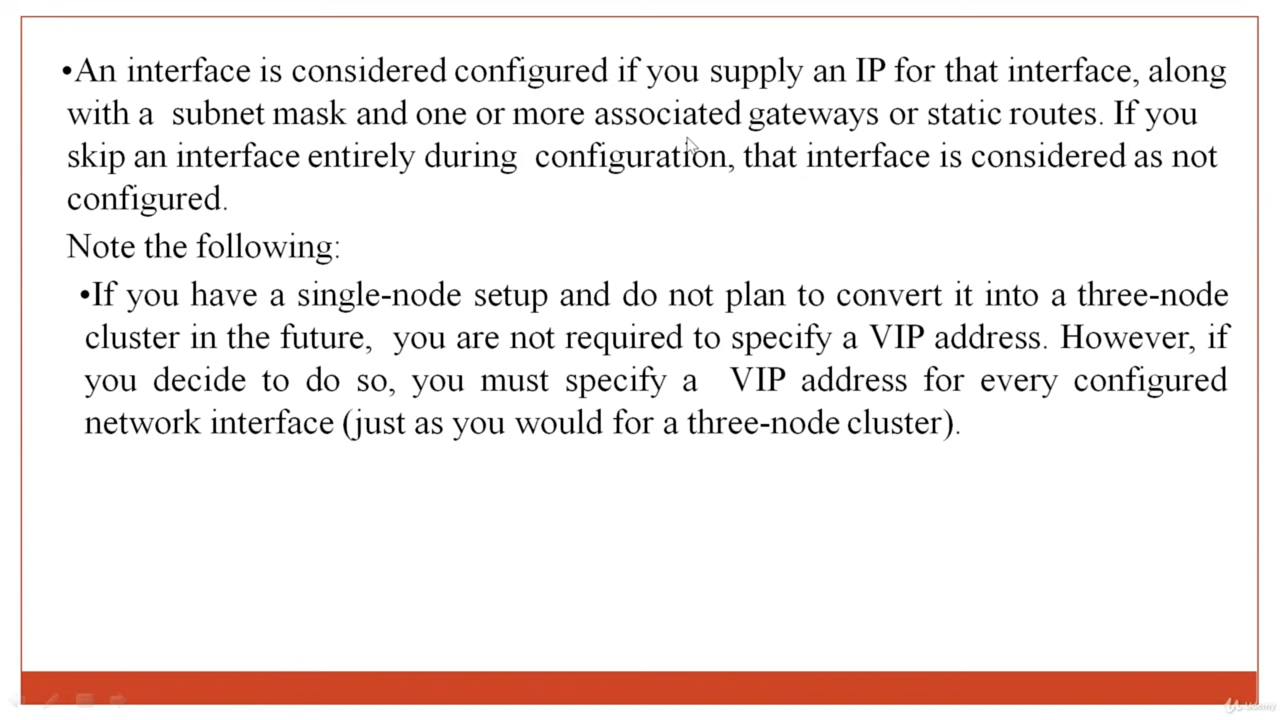 •An interface is considered configured if you supply an IP for that interface, along
with a subnet mask and one or more associated gateways or static routes. If you
skip an interface entirely during configuration, that interface is considered as not
configured.
Note the following:
•If you have a single-node setup and do not plan to convert it into a three-node
cluster in the future, you are not required to specify a VIP address. However, if
you decide to do so, you must specify a VIP address for every configured
network interface (just as you would for a three-node cluster).
Udemy